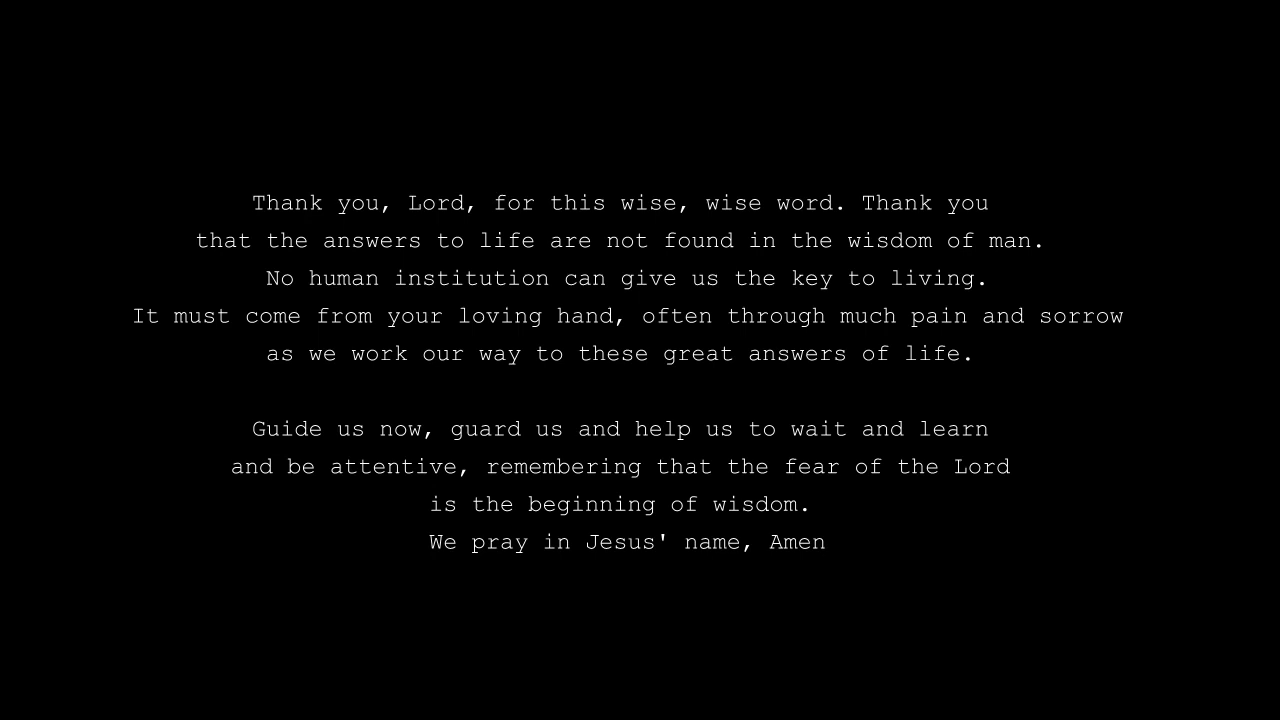 Thank you, Lord, for this wise, wise word. Thank you
that the answers to life are not found in the wisdom of man.
No human institution can give us the key to living.
It must come from your loving hand, often through much pain and sorrow
as we work our way to these great answers of life.
Guide us now, guard us and help us to wait and learn
and be attentive, remembering that the fear of the Lord
is the beginning of wisdom.
We pray in Jesus' name, Amen